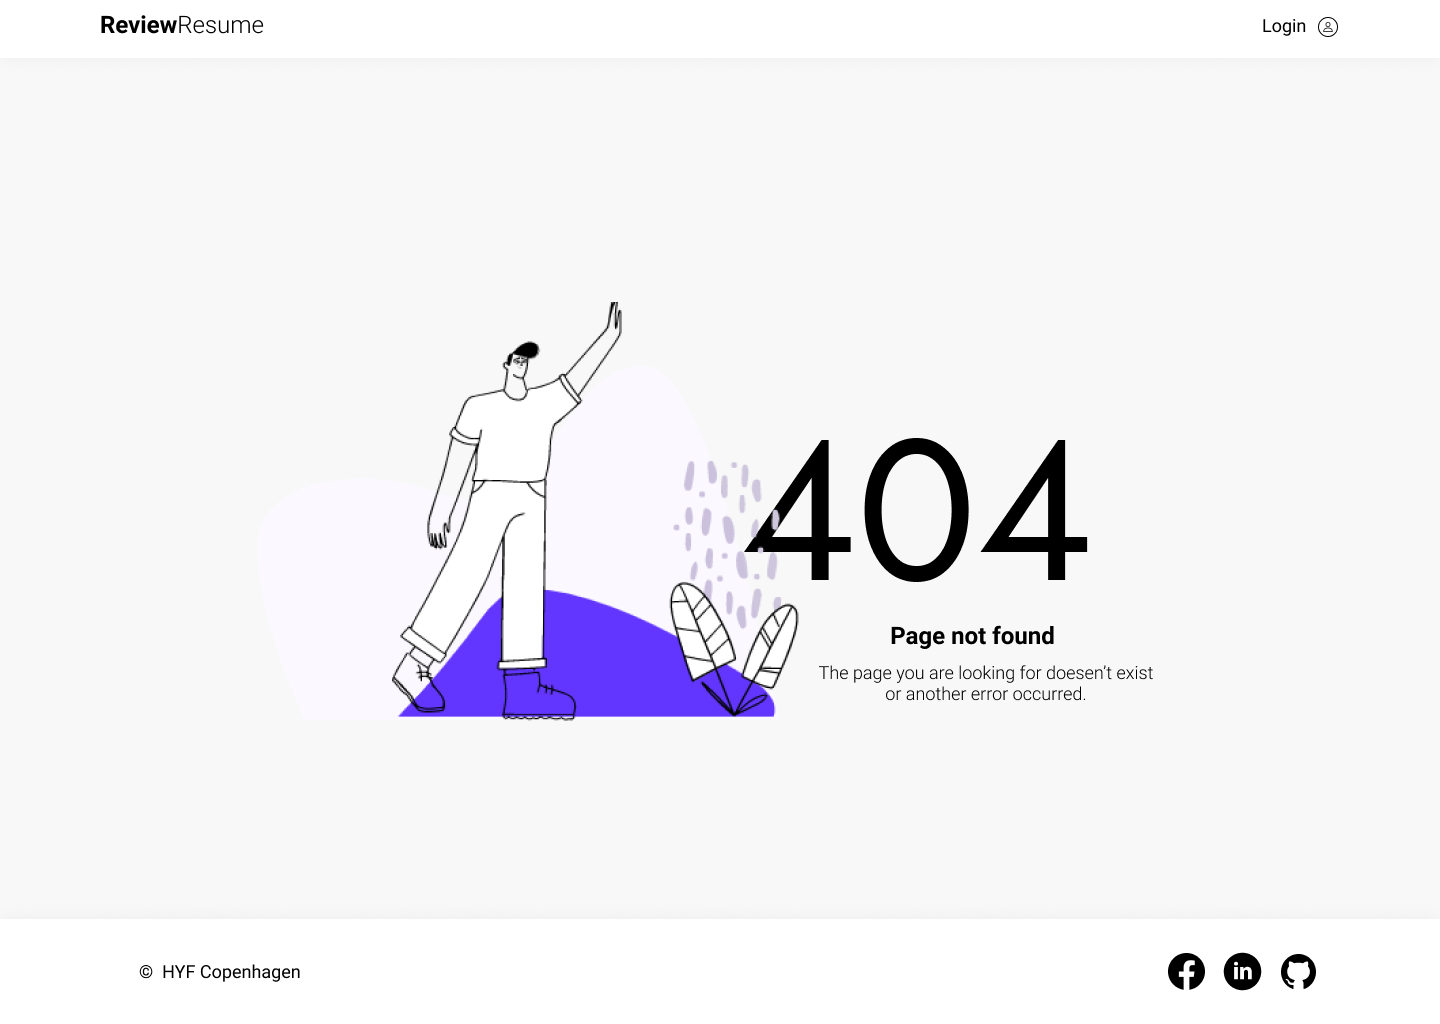 ReviewResume
Login
404
Page not found
The page you are looking for doesen’t exist
or another error occurred.
© HYF Copenhagen
in